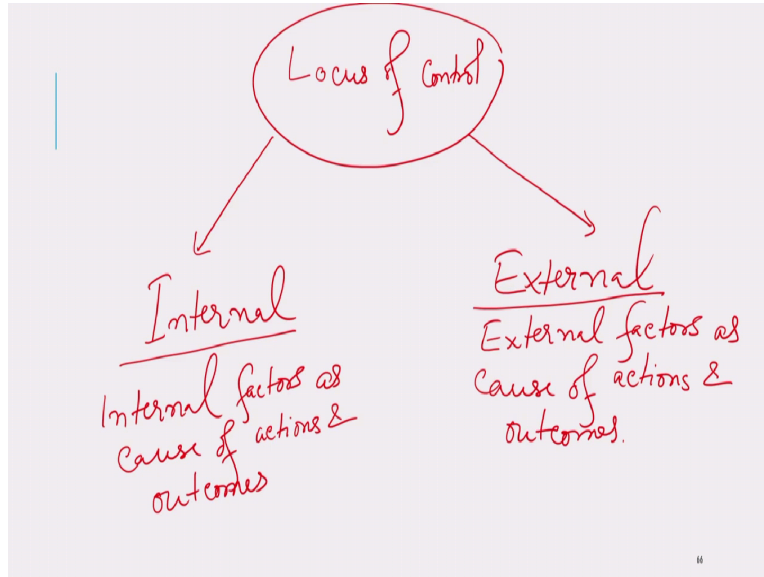 Locus of Control
Internal
Internal factors as
cause of actions &
outcomes
External
External factors as
cause of actions &
outcomes.
66